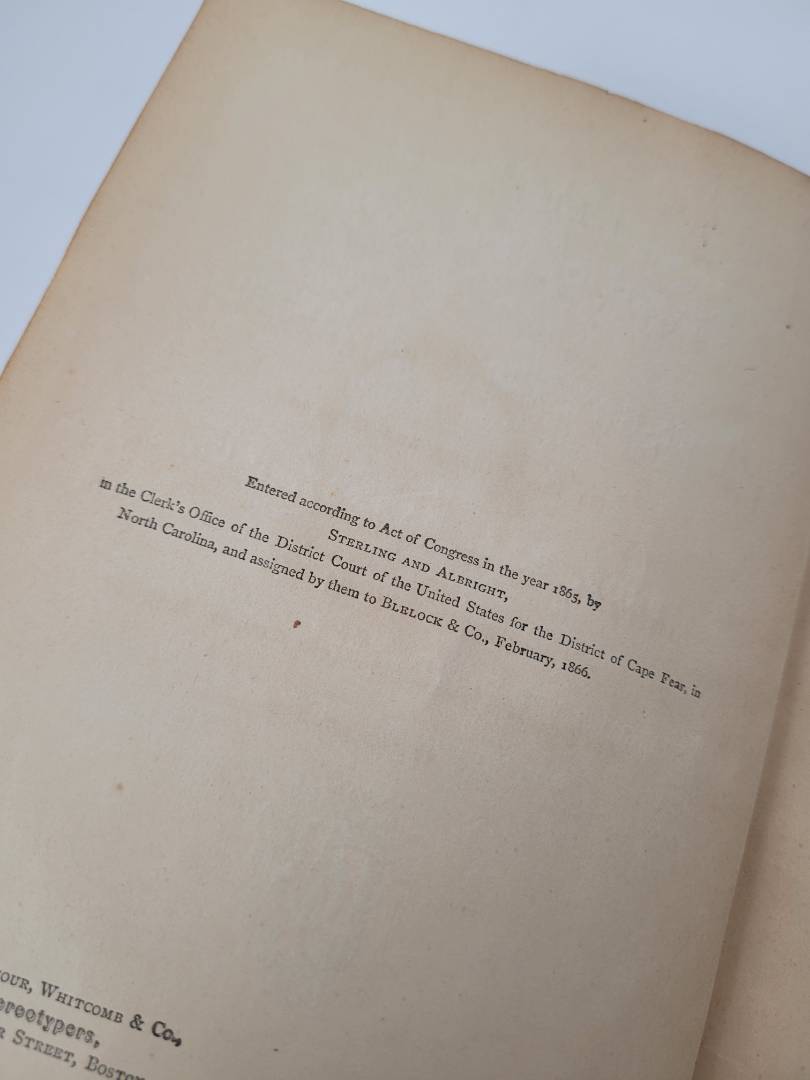 Entered according to Act of Congress in the year 1865, by
STERLING AND ALBRIGHT,
in the Clerk's Office of the District Court of the United States for the District of Cape Fear, in
North Carolina, and assigned by them to BLELOCK & Co., February, 1866.
WHITCOMB & Co.,
STREET, BOSTON